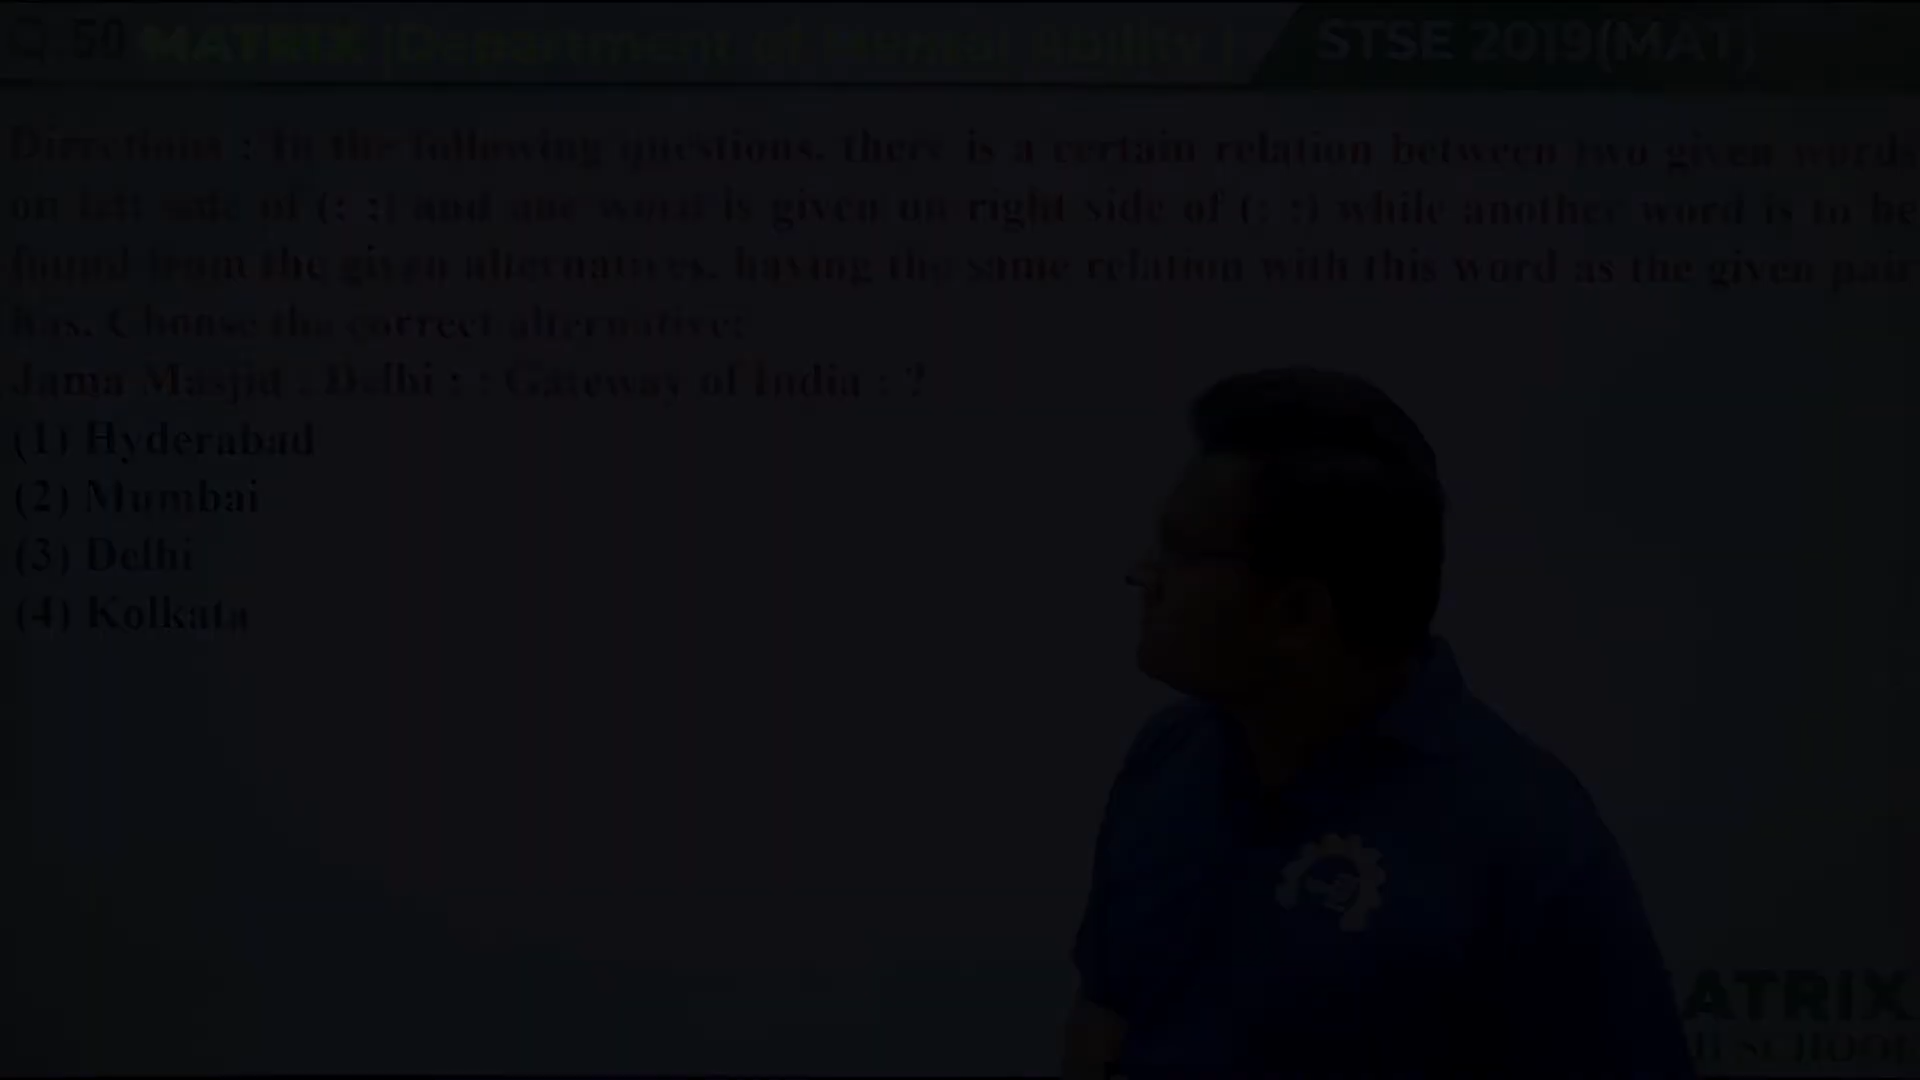 Q 50 MATRIX [Department of Mental Ability] STSE 2019(MAT)
Directions : In the following questions, there is a certain relation between two given words
on left side of (: :) and one word is given on right side of (: :) while another word is to be
found from the given alternatives, having the same relation with this word as the given pair
has. Choose the correct alternative:
Jama Masjid : Delhi : : Gateway of India : ?
(1) Hyderabad
(2) Mumbai
(3) Delhi
(4) Kolkata
ATRIX
SCHOOL